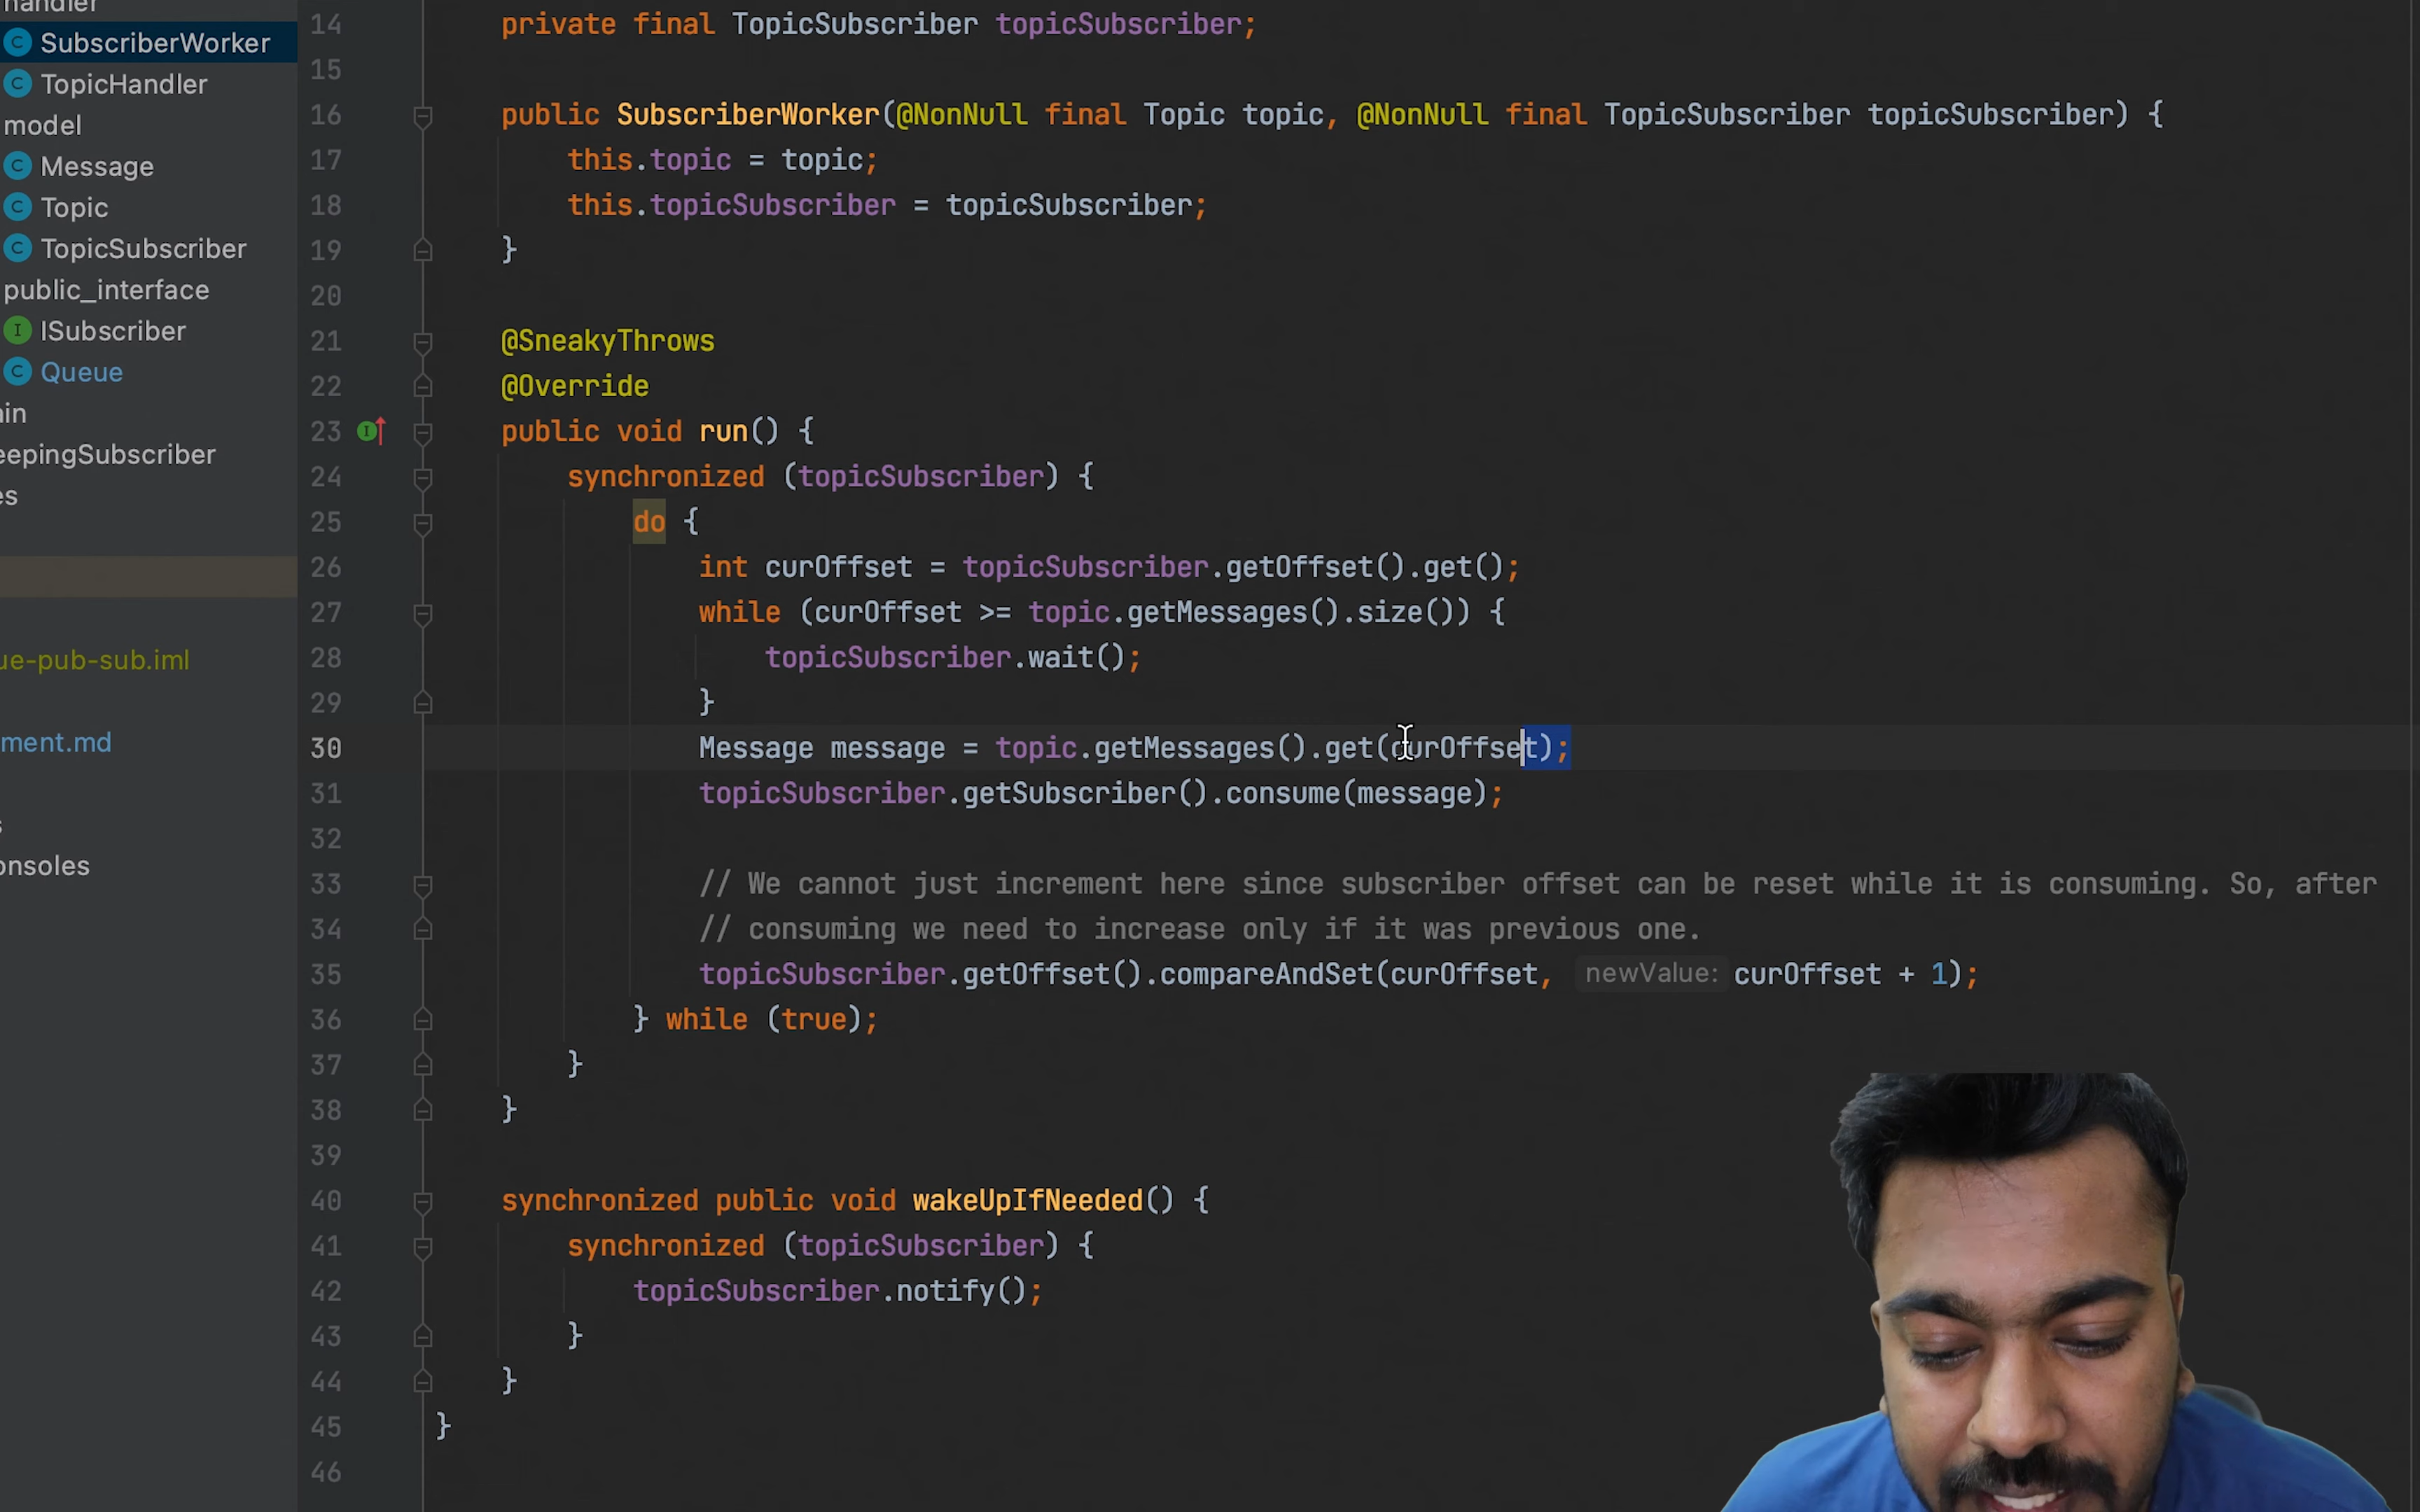 handler
SubscriberWorker
TopicHandler
model
Message
Topic
TopicSubscriber
public_interface
ISubscriber
Queue
in
eepingSubscriber
es
ue-pub-sub.iml
ment.md
s
onsoles
14 private final TopicSubscriber topicSubscriber;
15
16 public SubscriberWorker(@NonNull final Topic topic, @NonNull final TopicSubscriber topicSubscriber) {
17 this.topic = topic;
18 this.topicSubscriber = topicSubscriber;
19 }
20
21 @SneakyThrows
22 @Override
23 public void run() {
24 synchronized (topicSubscriber) {
25 do {
26 int curOffset = topicSubscriber.getOffset().get();
27 while (curOffset >= topic.getMessages().size()) {
28 topicSubscriber.wait();
29 }
30 Message message = topic.getMessages().get(curOffset);
31 topicSubscriber.getSubscriber().consume(message);
32
33 // We cannot just increment here since subscriber offset can be reset while it is consuming. So, after
34 // consuming we need to increase only if it was previous one.
35 topicSubscriber.getOffset().compareAndSet(curOffset, newValue: curOffset + 1);
36 } while (true);
37 }
38 }
39
40 synchronized public void wakeUpIfNeeded() {
41 synchronized (topicSubscriber) {
42 topicSubscriber.notify();
43 }
44 }
45 }
46